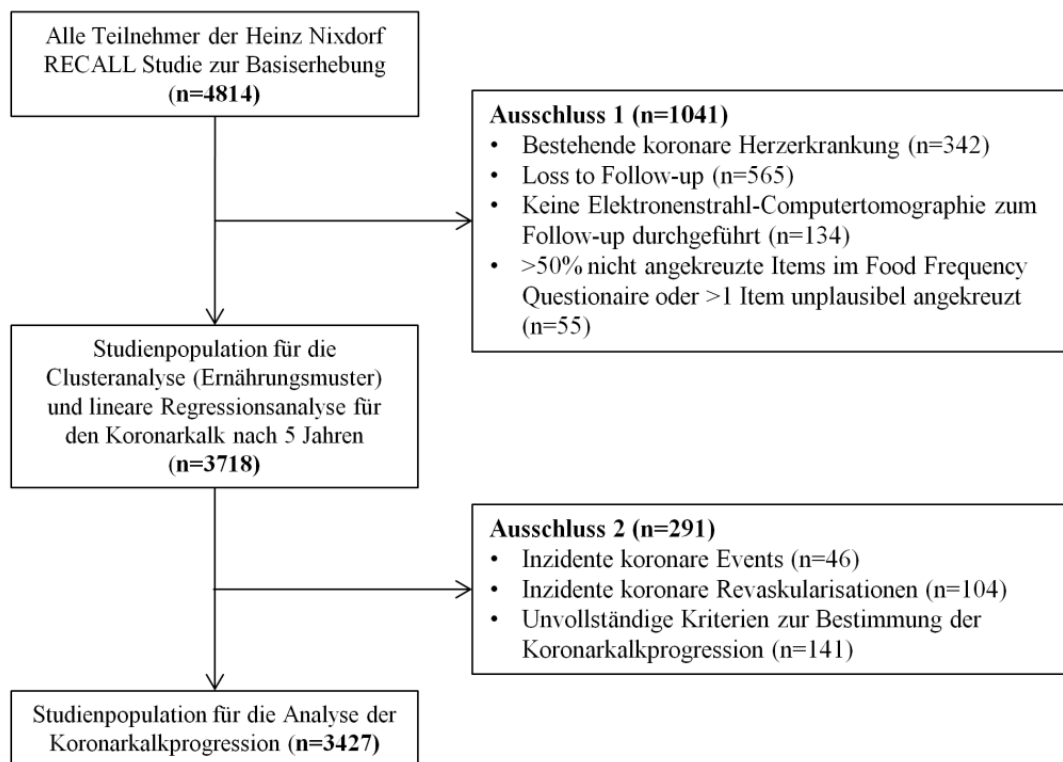 Alle Teilnehmer der Heinz Nixdorf
RECALL Studie zur Basiserhebung
(n=4814)
Ausschluss 1 (n=1041)
• Bestehende koronare Herzerkrankung (n=342)
• Loss to Follow-up (n=565)
• Keine Elektronenstrahl-Computertomographie zum
Follow-up durchgeführt (n=134)
• >50% nicht angekreuzte Items im Food Frequency
Questionaire oder >1 Item unplausibel angekreuzt
(n=55)
Studienpopulation für die
Clusteranalyse (Ernährungsmuster)
und lineare Regressionsanalyse für
den Koronarkalk nach 5 Jahren
(n=3718)
Ausschluss 2 (n=291)
• Inzidente koronare Events (n=46)
• Inzidente koronare Revaskularisationen (n=104)
• Unvollständige Kriterien zur Bestimmung der
Koronarkalkprogression (n=141)
Studienpopulation für die Analyse der
Koronarkalkprogression (n=3427)